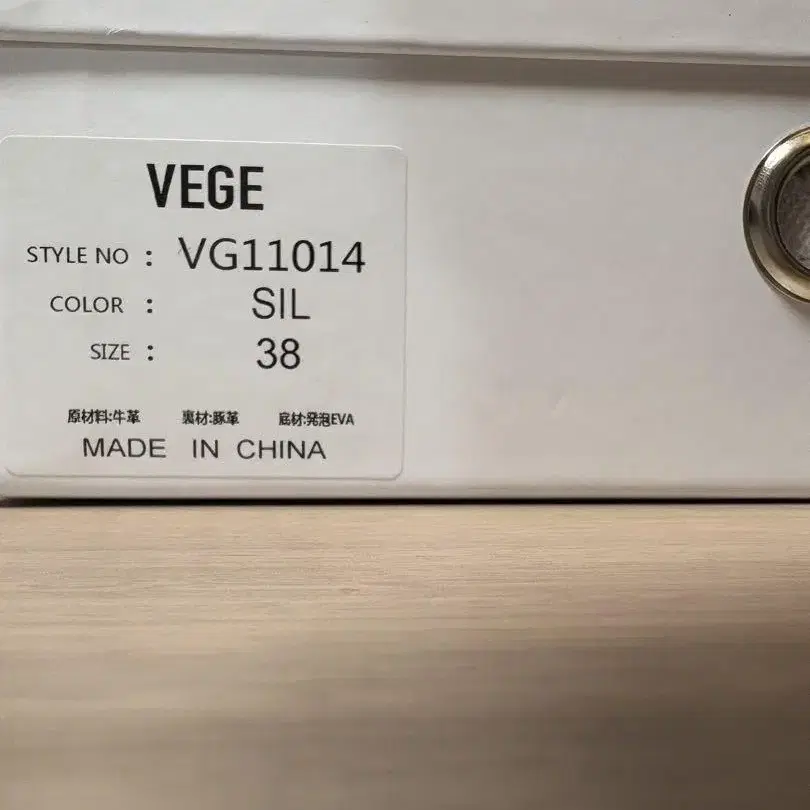 VEGE
STYLE NO : VG11014
COLOR : SIL
SIZE : 38
原材料:牛革 裏材:豚革 底材:発泡EVA
MADE IN CHINA